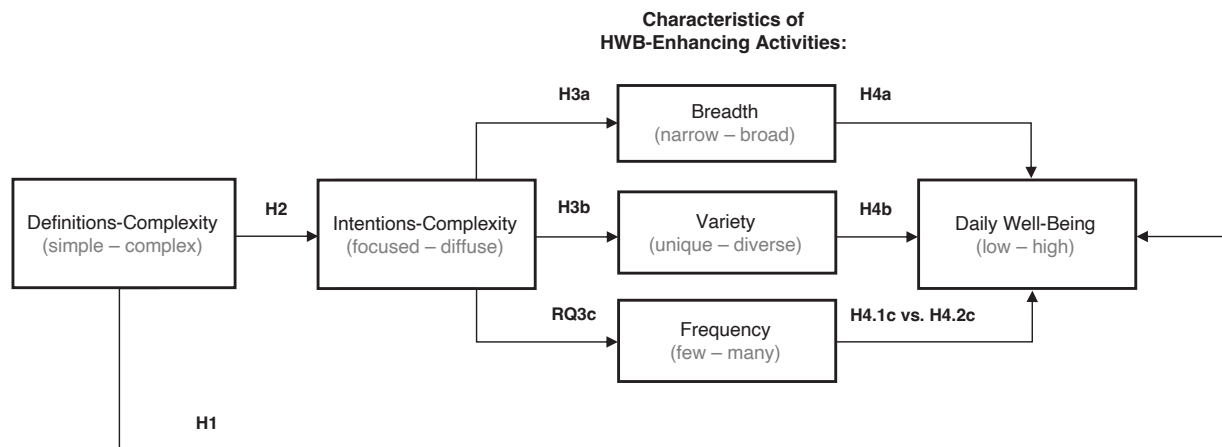 Characteristics of
HWB-Enhancing Activities:
H3a
Breadth
(narrow – broad)
H4a
Definitions-Complexity
(simple – complex)
H2
Intentions-Complexity
(focused – diffuse)
H3b
Variety
(unique – diverse)
H4b
Daily Well-Being
(low – high)
RQ3c
Frequency
(few – many)
H4.1c vs. H4.2c
H1